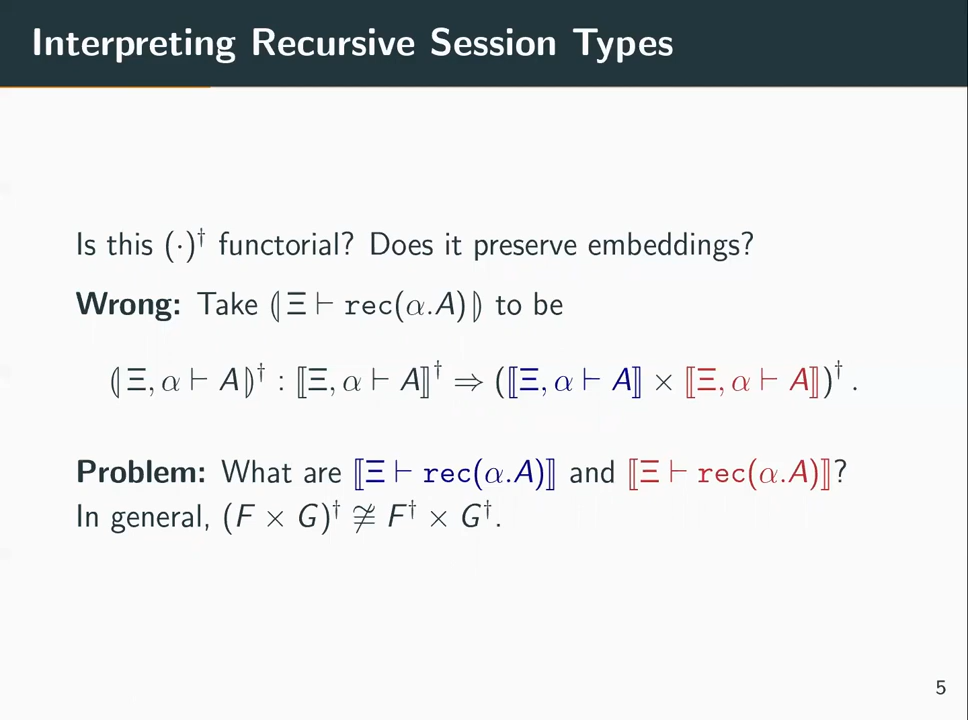 Interpreting Recursive Session Types
Is this (·)† functorial? Does it preserve embeddings?
Wrong: Take ⦇Ξ ⊢ rec(α.A)⦈ to be
⦇Ξ, α ⊢ A⦈† : ⟦Ξ, α ⊢ A⟧† ⇒ (⟦Ξ, α ⊢ A⟧ × ⟦Ξ, α ⊢ A⟧)† .
Problem: What are ⟦Ξ ⊢ rec(α.A)⟧ and ⟦Ξ ⊢ rec(α.A)⟧?
In general, (F × G)† ≇ F† × G†.
5